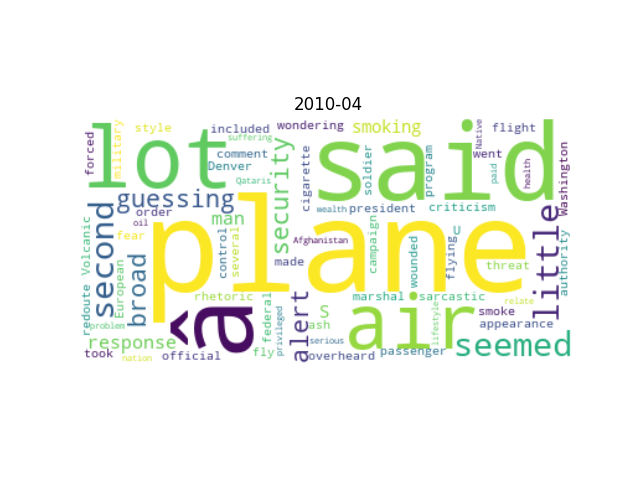 2010-04
forced
military
style
included
wondering
smoking
Native
flight
suffering
lot
said
comment
Denver
Qataris
security
cigarette
soldier
program
went
paid
health
Washington
guessing
second
order
oil
man
wealth
president
criticism
little
redoute
Volcanic
European
fear
broad
plane
control
several
made
Afghanistan
campaign
wounded
flying
U
threat
authority
rhetoric
federal
privileged
S
ash
marshal
sarcastic
relate
problem
response
â
alert
air
lifestyle
smoke
appearance
took
nation
official
fly
serious
overheard
passenger
seemed